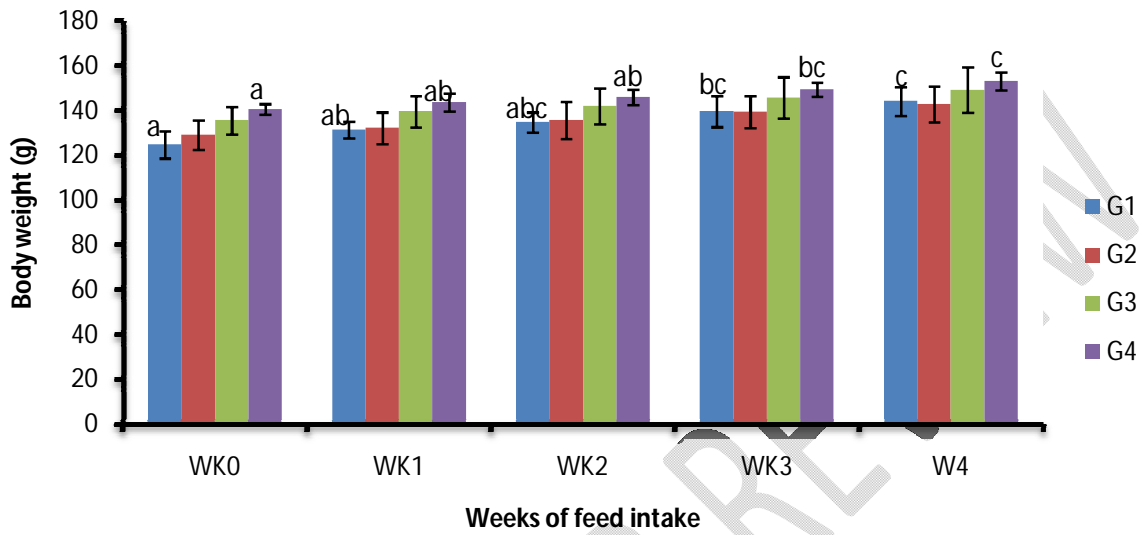 180
160
140
120
100
80
60
40
20
0
Body weight (g)
a
a
ab
ab
abc
ab
bc
bc
c
c
WK0
WK1
WK2
WK3
W4
Weeks of feed intake
G1
G2
G3
G4